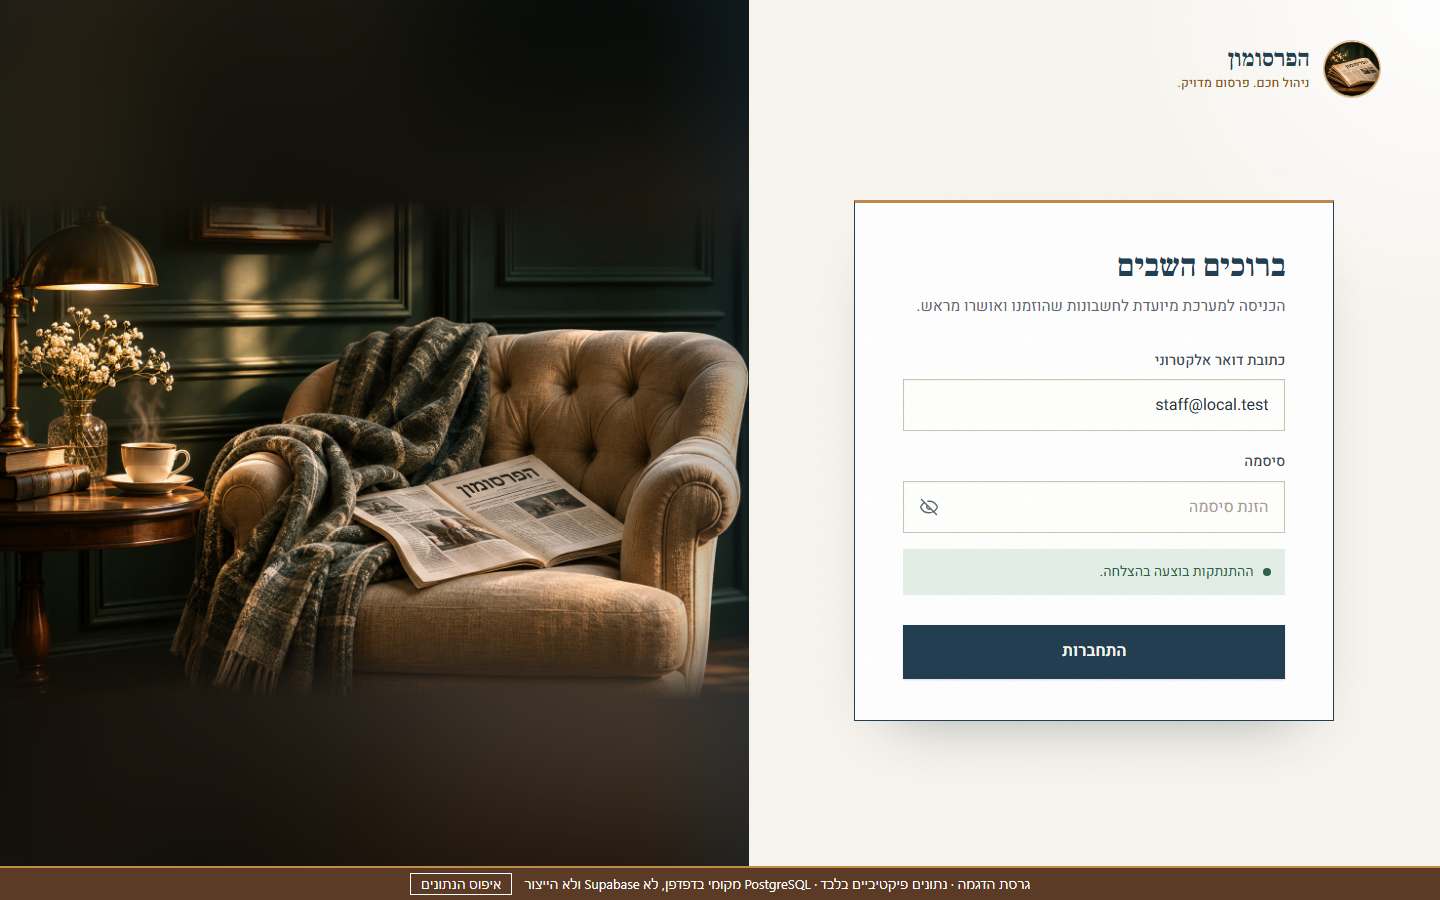 הפרסומון
ניהול חכם. פרסום מדויק.
ברוכים השבים
הכניסה למערכת מיועדת לחשבונות שהוזמנו ואושרו מראש.
כתובת דואר אלקטרוני
staff@local.test
סיסמה
הזנת סיסמה
ההתנתקות בוצעה בהצלחה.
התחברות
הפרסומון
גרסת הדגמה · נתונים פיקטיביים בלבד · PostgreSQL מקומי בדפדפן, לא Supabase ולא הייצור
איפוס הנתונים